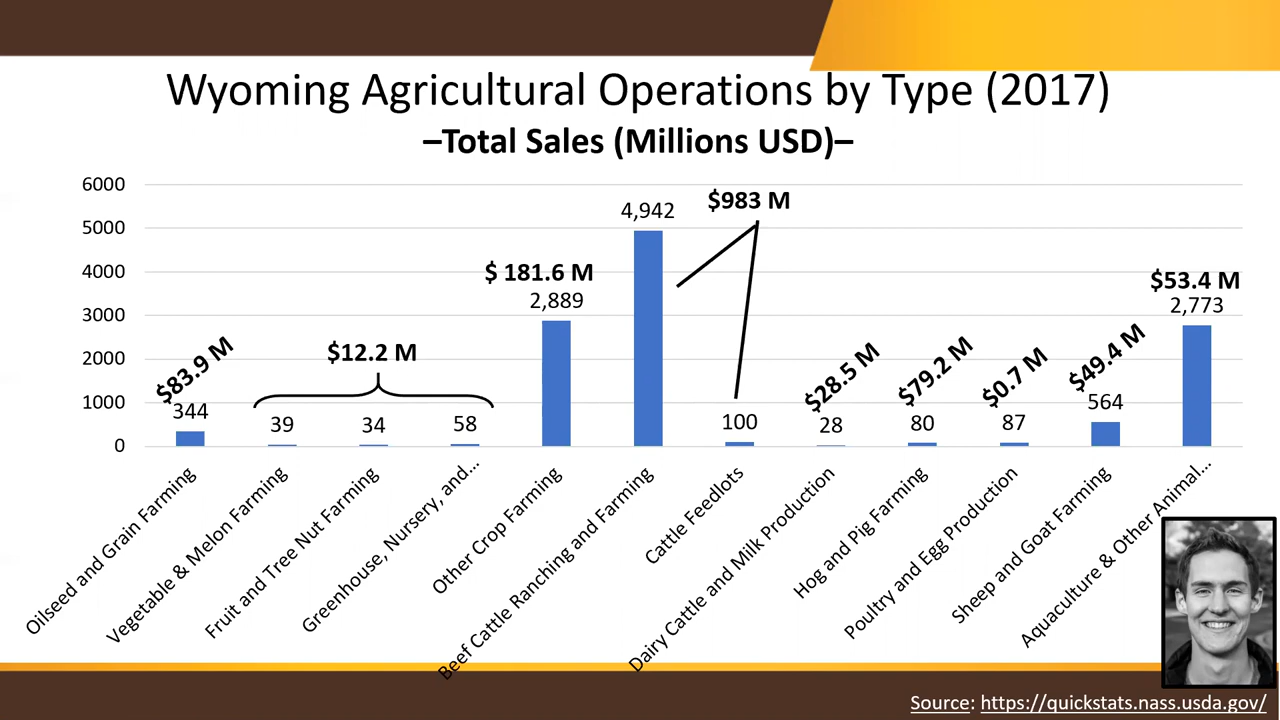 Wyoming Agricultural Operations by Type (2017)
–Total Sales (Millions USD)–
6000
5000
4000
3000
2000
1000
0
$83.9 M
344
39
34
58
$12.2 M
$ 181.6 M
2,889
4,942
$983 M
100
$28.5 M
28
$79.2 M
80
$0.7 M
87
$49.4 M
564
$53.4 M
2,773
Oilseed and Grain Farming
Vegetable & Melon Farming
Fruit and Tree Nut Farming
Greenhouse, Nursery, and...
Other Crop Farming
Beef Cattle Ranching and Farming
Cattle Feedlots
Dairy Cattle and Milk Production
Hog and Pig Farming
Poultry and Egg Production
Sheep and Goat Farming
Aquaculture & Other Animal...
Source: https://quickstats.nass.usda.gov/